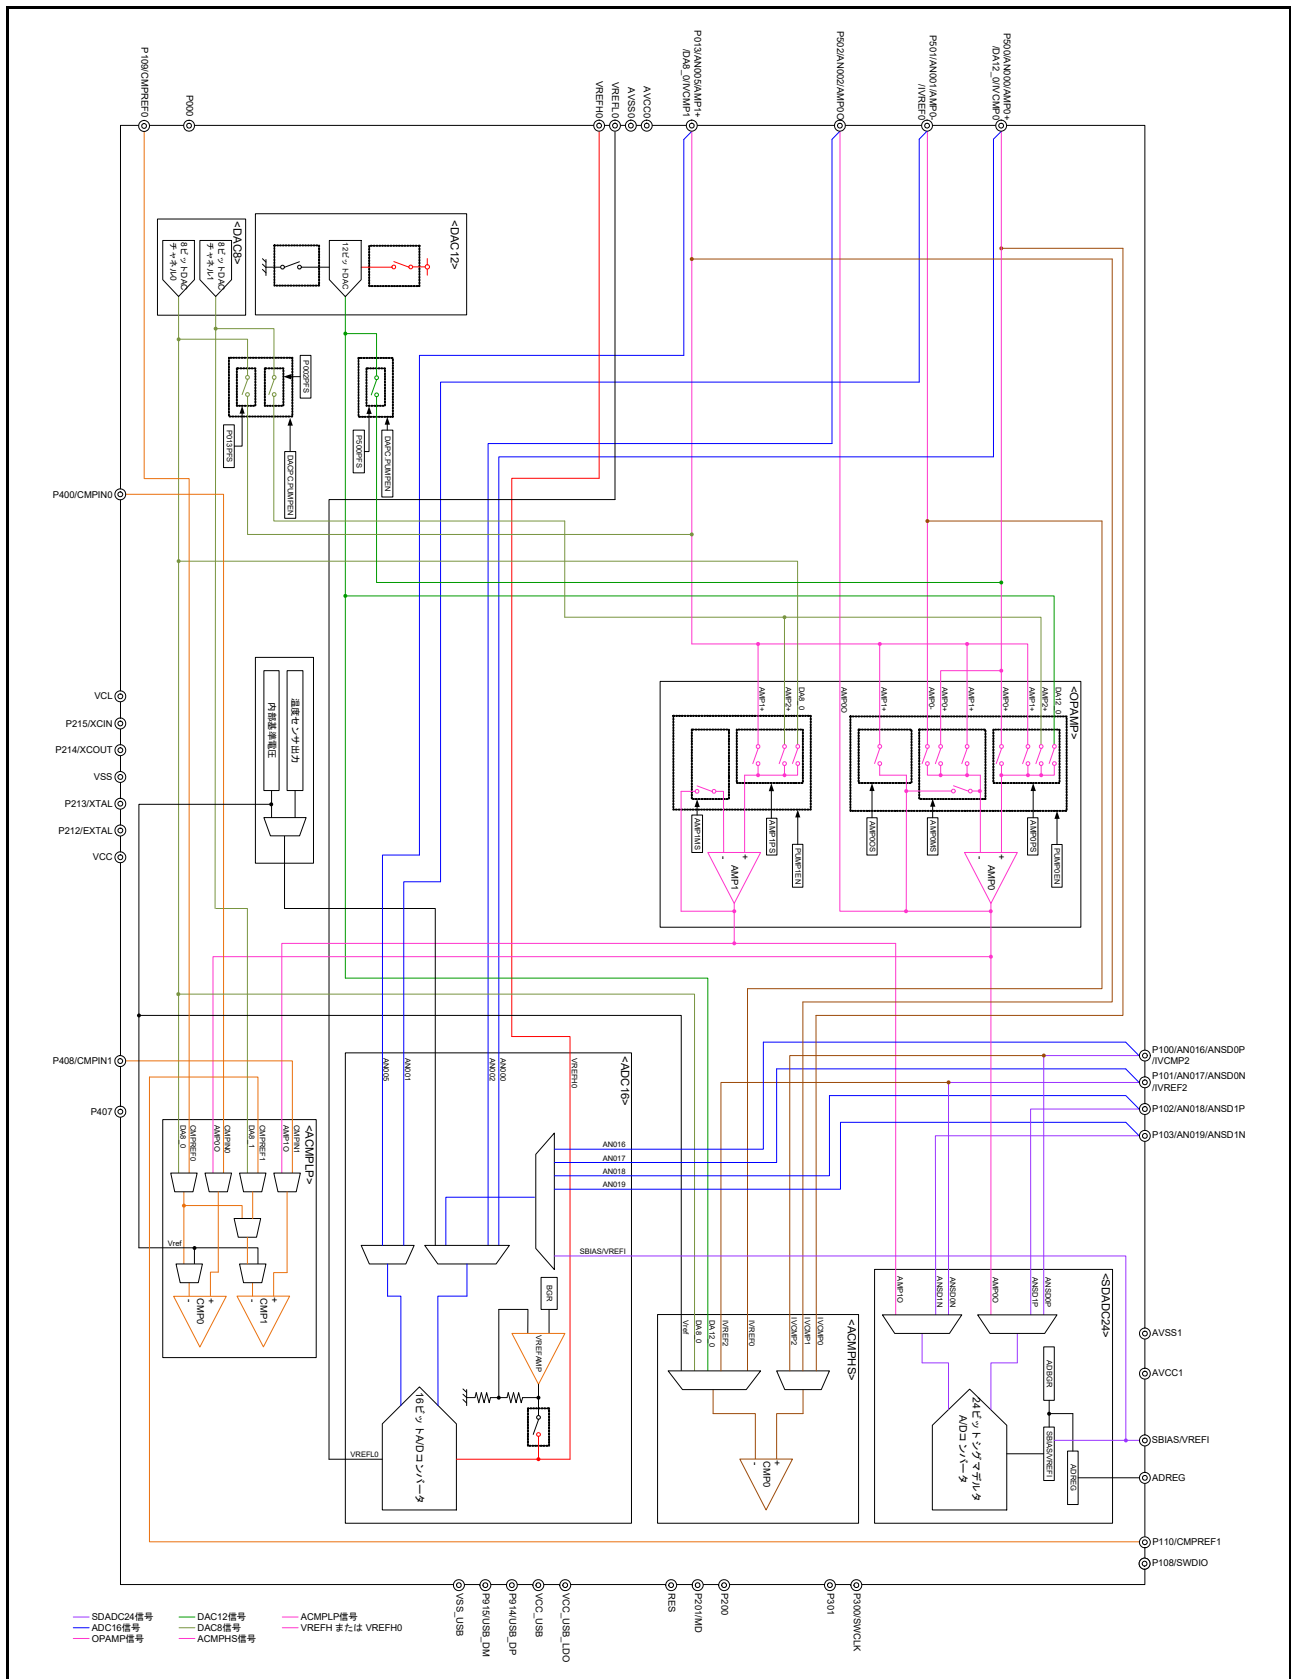 P109/CMPREF0
P000
VREFH0
VREFL0
AVSS0
AVCC0
P013/AN005/AMP1+
/DA8_0/IVCMP1
P502/AN002/AMP0O
P501/AN001/AMP0-
/IVREF0
P500/AN000/AMP0+
/DA12_0/IVCMP0
<DAC8>
8ビットDAC
チャネル1
8ビットDAC
チャネル0
<DAC12>
12ビットDAC
P002PFS
P013PFS
DACPC.PUMPEN
P500PFS
DAPC.PUMPEN
P400/CMPIN0
VCL
P215/XCIN
P214/XCOUT
VSS
P213/XTAL
P212/EXTAL
VCC
P408/CMPIN1
P407
温度センサ出力
内部基準電圧
<OPAMP>
DA12_0
AMP2+
AMP1+
AMP0+
AMP1+
AMP0+
AMP0-
AMP1+
AMP0O
DA8_0
AMP2+
AMP1+
PUMP0EN
AMP0PS
AMP0MS
AMP0OS
PUMP1EN
AMP1PS
AMP1MS
AMP0
+
-
AMP1
+
-
P100/AN016/ANSD0P
/IVCMP2
P101/AN017/ANSD0N
/IVREF2
P102/AN018/ANSD1P
P103/AN019/ANSD1N
AVSS1
AVCC1
SBIAS/VREFI
ADREG
P110/CMPREF1
P108/SWDIO
<ACMPLP>
CMPIN1
AMP1O
CMPREF1
DA8_1
CMPIN0
AMP0O
CMPREF0
DA8_0
Vref
CMP0
+
-
CMP1
+
-
<ADC16>
VREFH0
AN000
AN002
AN001
AN005
AN016
AN017
AN018
AN019
SBIAS/VREFI
BGR
VREFAMP
VREFL0
16ビットA/Dコンバータ
<ACMPHS>
IVCMP0
IVCMP1
IVCMP2
IVREF0
IVREF2
DA12_0
DA8_0
Vref
CMP0
+
-
<SDADC24>
ANSD0P
ANSD1P
AMP0O
ANSD0N
ANSD1N
AMP1O
ADBGR
SBIAS/VREFI
ADREG
24ビットシグマデルタ
A/Dコンバータ
VSS_USB
P915/USB_DM
P914/USB_DP
VCC_USB
VCC_USB_LDO
RES
P201/MD
P200
P301
P300/SWCLK
SDADC24信号
ADC16信号
OPAMP信号
DAC12信号
DAC8信号
ACMPHS信号
ACMPLP信号
VREFH または VREFH0